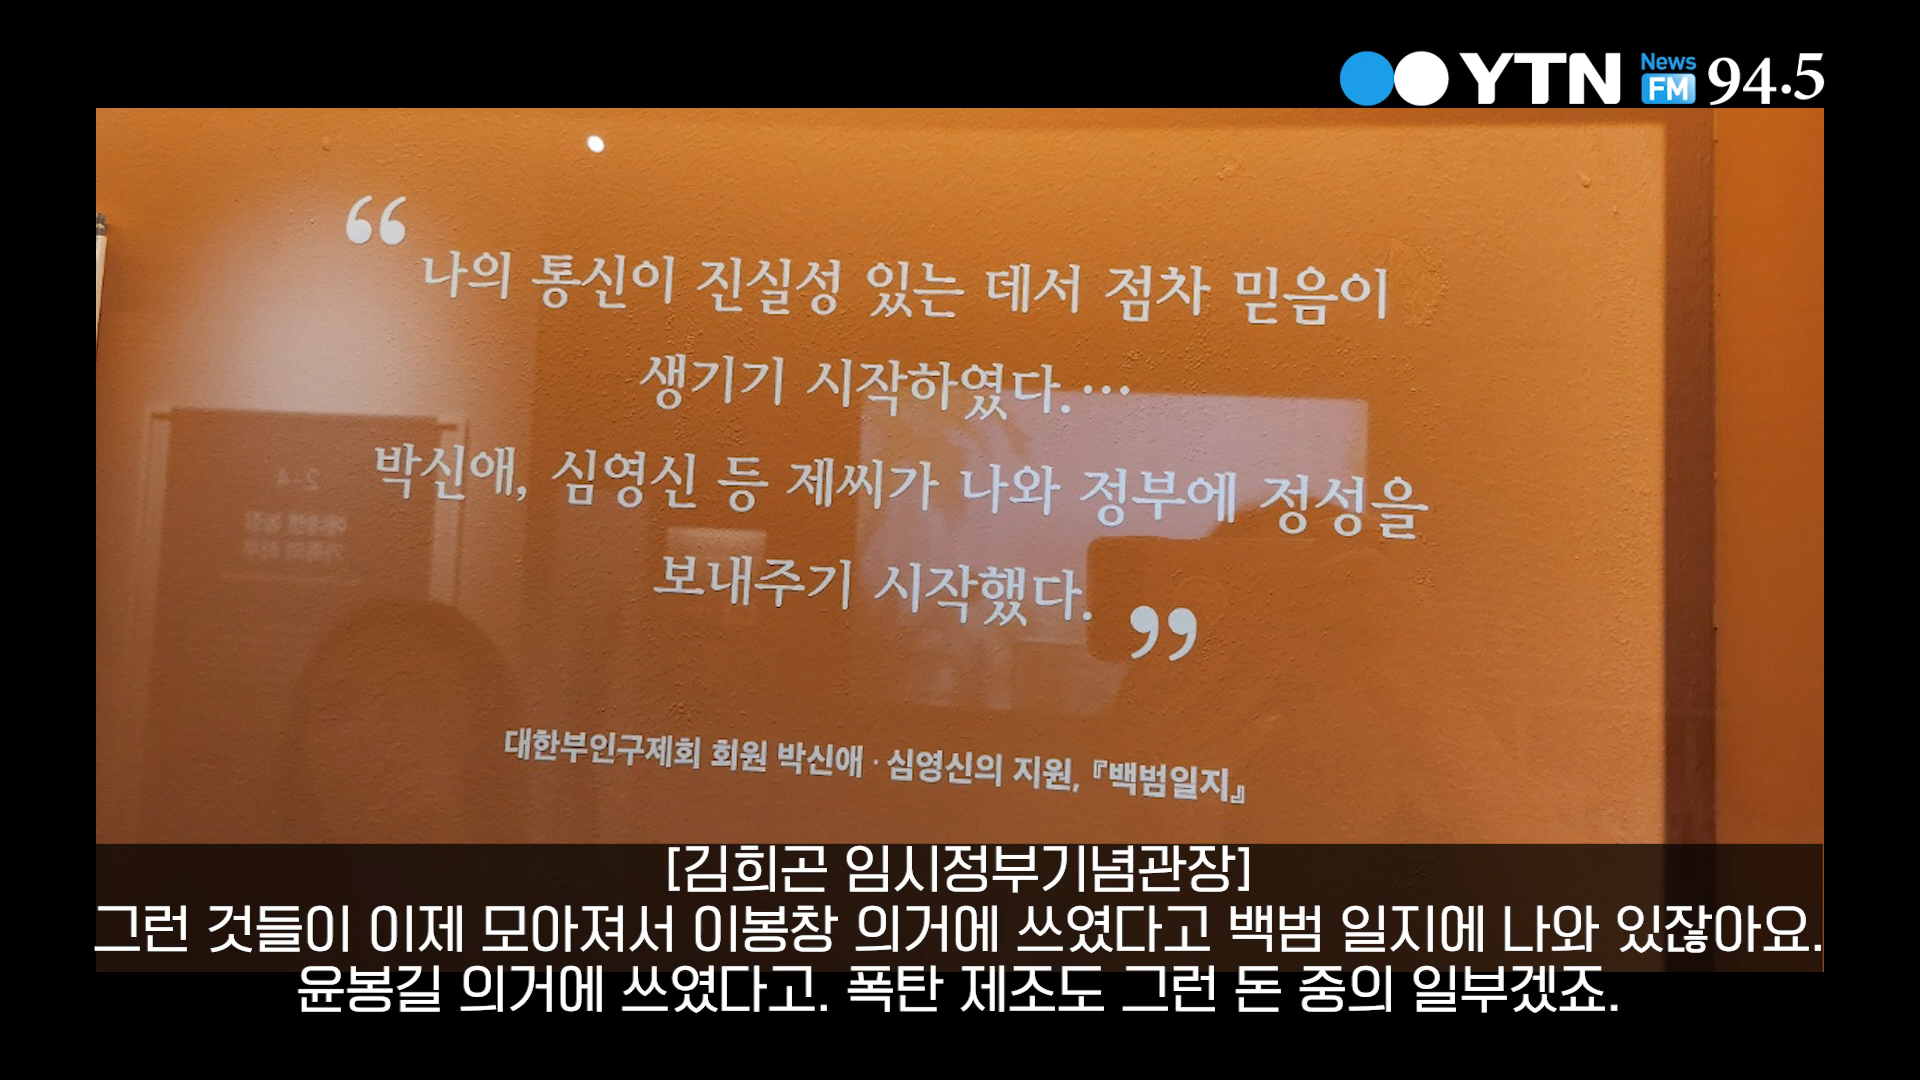 YTN News FM 94.5
“나의 통신이 진실성 있는 데서 점차 믿음이
생기기 시작하였다.…
박신애, 심영신 등 제씨가 나와 정부에 정성을
보내주기 시작했다.”
대한부인구제회 회원 박신애·심영신의 지원, 『백범일지』
[김희곤 임시정부기념관장]
그런 것들이 이제 모아져서 이봉창 의거에 쓰였다고 백범 일지에 나와 있잖아요.
윤봉길 의거에 쓰였다고. 폭탄 제조도 그런 돈 중의 일부겠죠.